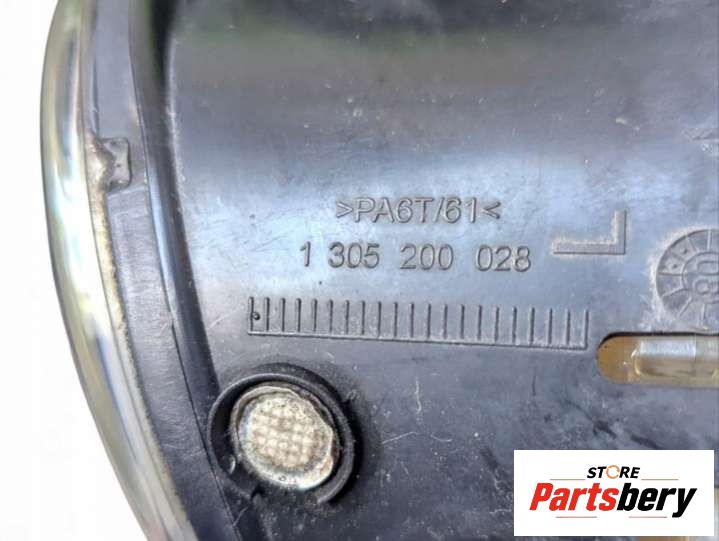 >PA6T/6I<
1 305 200 028
L
STORE
Partsbery